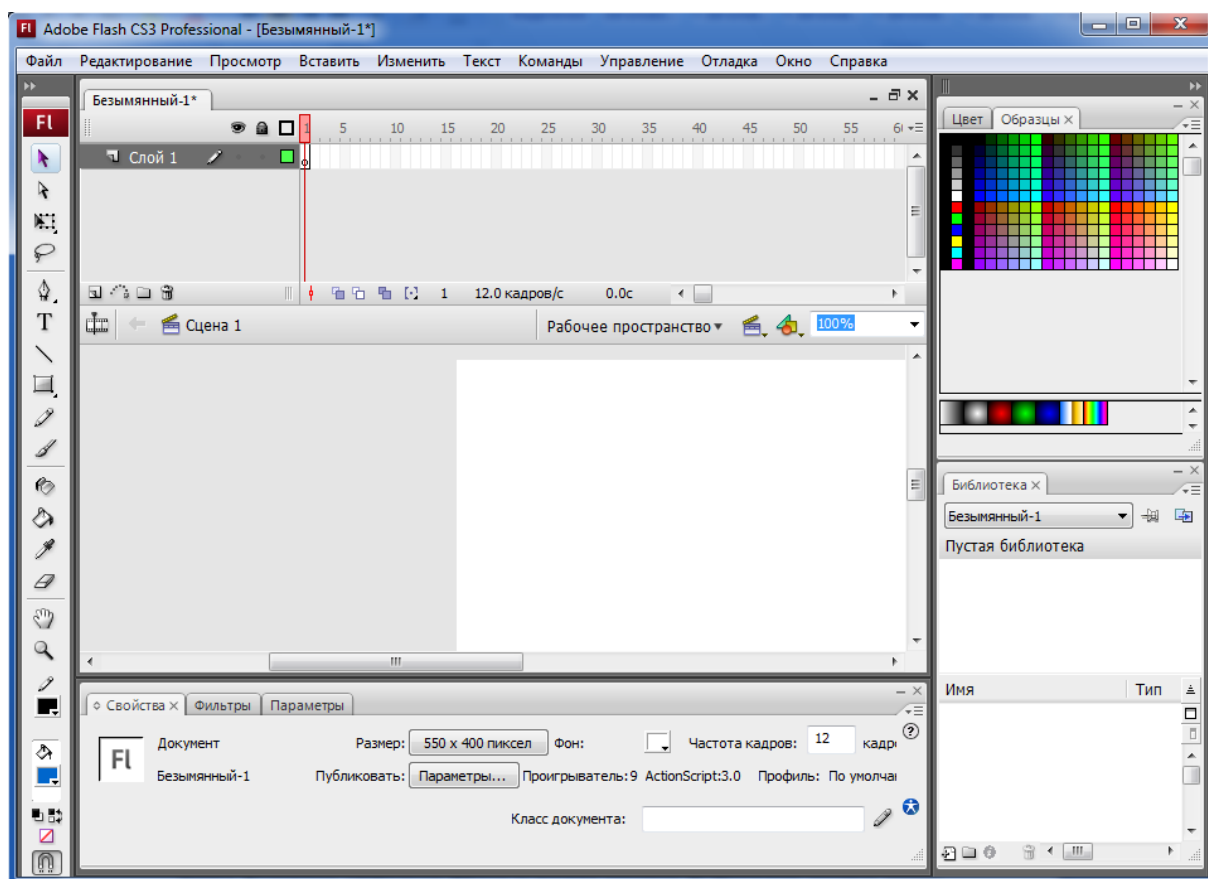 Fl Adobe Flash CS3 Professional - [Безымянный-1*]
Файл Редактирование Просмотр Вставить Изменить Текст Команды Управление Отладка Окно Справка
Безымянный-1*
Fl
1 5 10 15 20 25 30 35 40 45 50 55
Слой 1
1 12.0 кадров/с 0.0с
T
Сцена 1 Рабочее пространство 100%
Свойства Фильтры Параметры
Fl
Документ Размер: 550 x 400 пиксел Фон: Частота кадров: 12
Безымянный-1 Публиковать: Параметры... Проигрыватель:9 ActionScript:3.0 Профиль: По
Класс документа:
Цвет Образцы
Библиотека
Безымянный-1
Пустая библиотека
Имя Тип